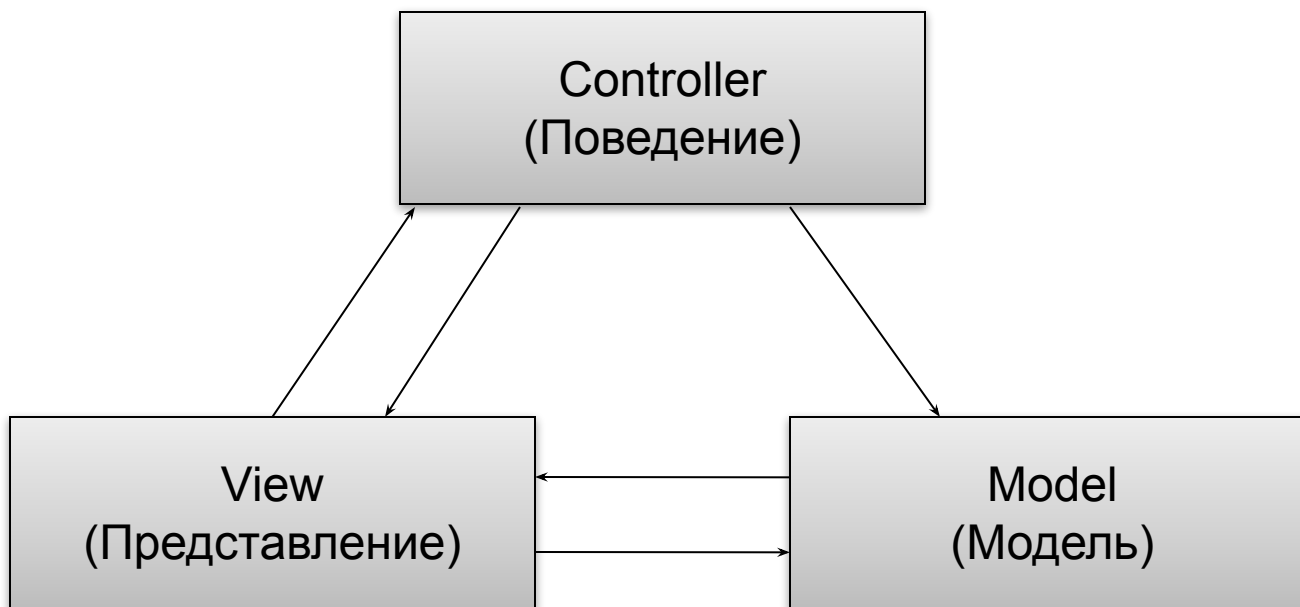 Controller
(Поведение)
View
(Представление)
Model
(Модель)